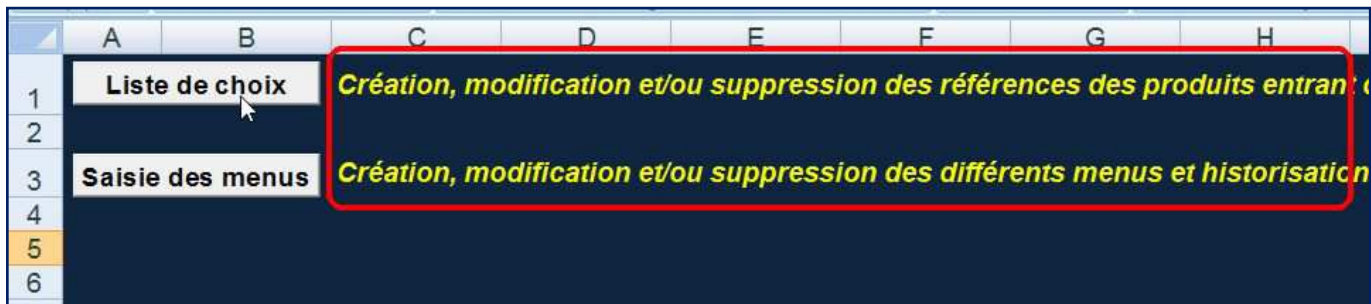 A B C D E F G H
1 Liste de choix Création, modification et/ou suppression des références des produits entrant
2
3 Saisie des menus Création, modification et/ou suppression des différents menus et historisation
4
5
6